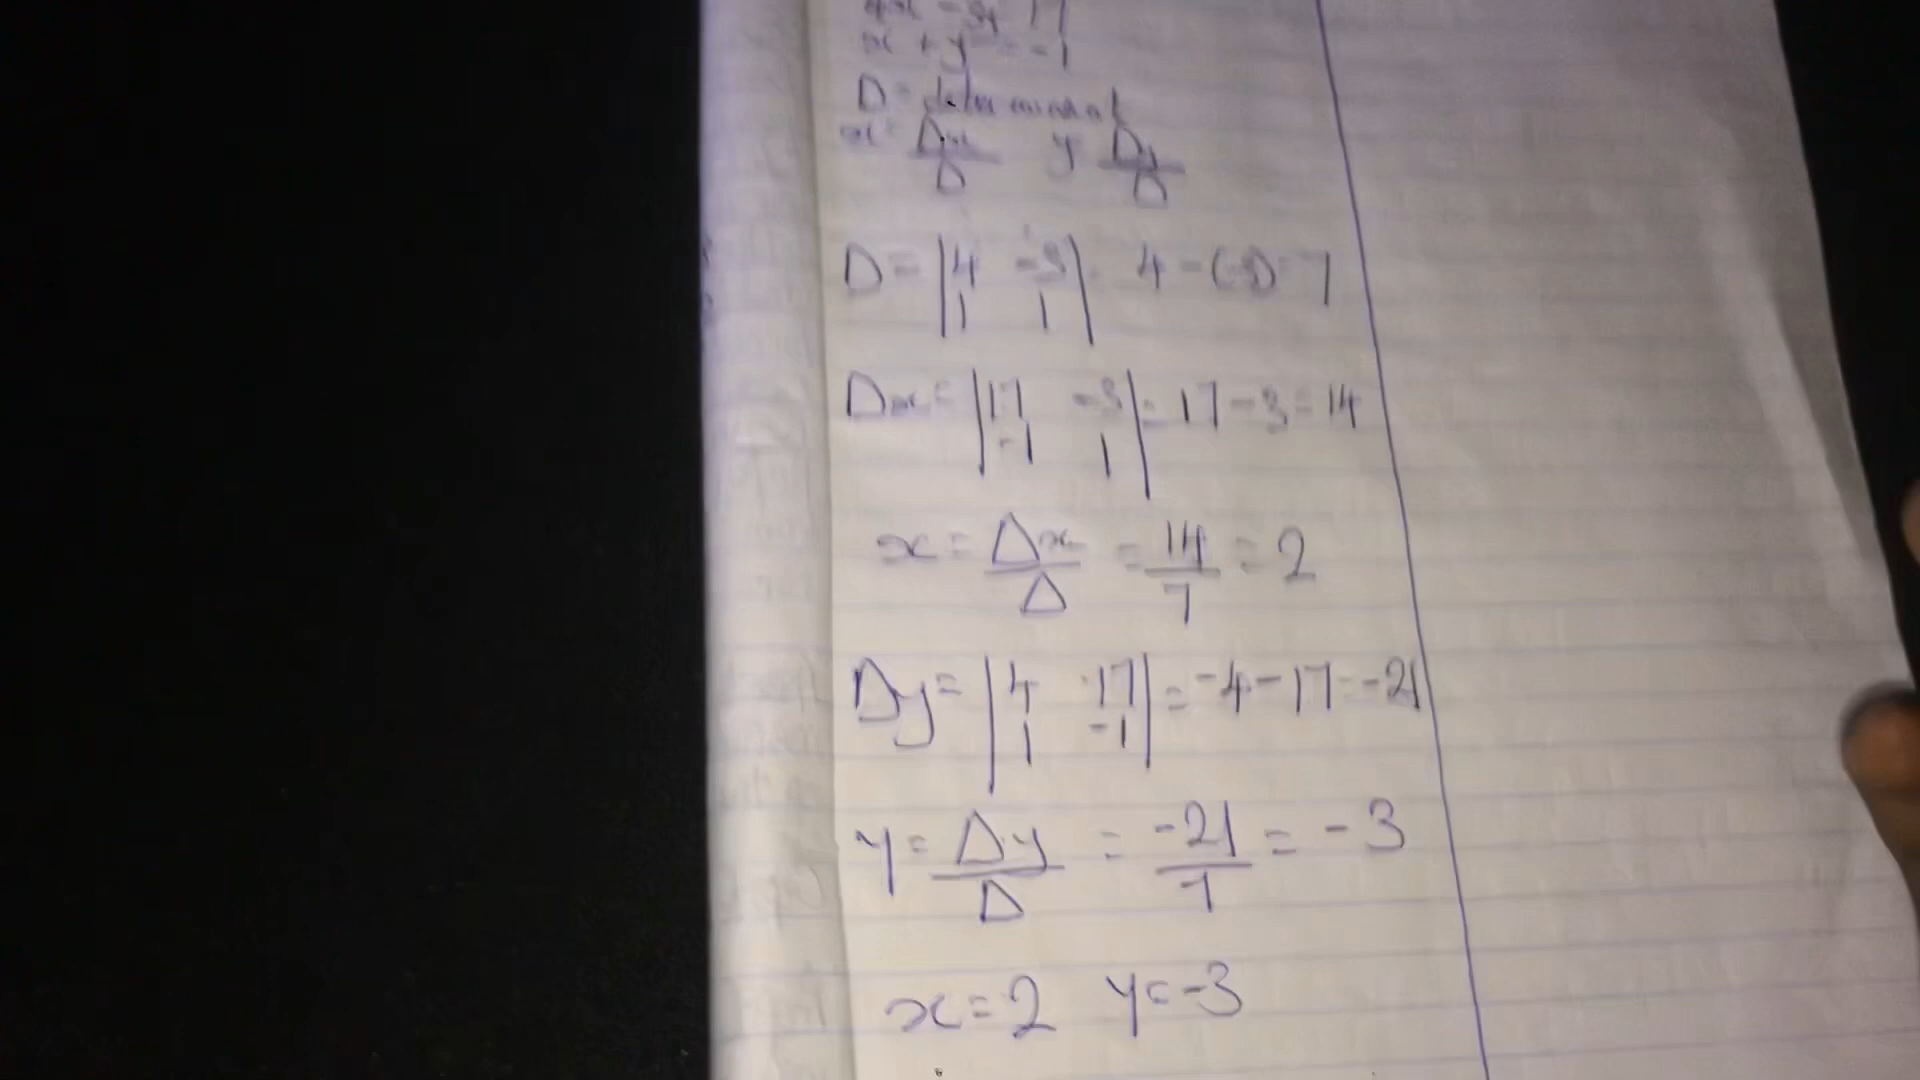 4x - 3y 17
x + y = -1
D = determinant
x = Dx/D y Dy/D
D = |4 -3| 4 - (-3) = 7
|1 1|
Dx = |17 -3| = 17 - 3 = 14
|-1 1|
x = Δx/Δ = 14/7 = 2
Δy = |4 17| = -4 - 17 = -21
|1 -1|
y = Δy/D = -21/7 = -3
x = 2 y = -3